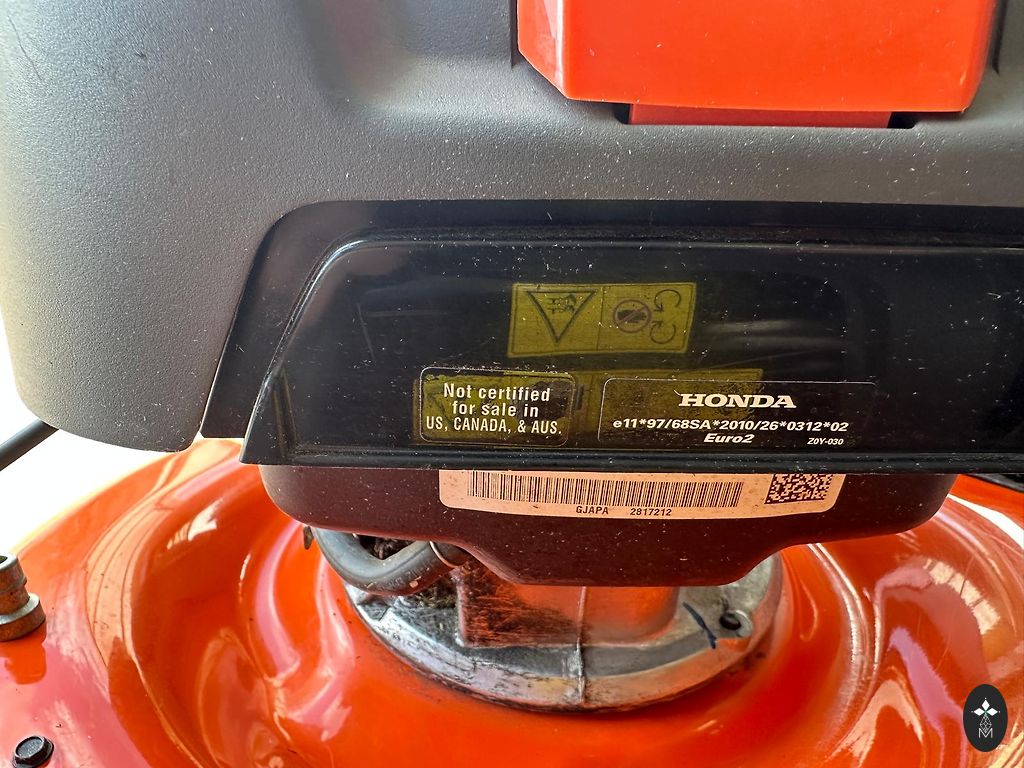 Not certified
for sale in
US, CANADA, & AUS.
HONDA
e11*97/68SA*2010/26*0312*02
Euro2
Z0Y-030
GJAPA 2817212
M